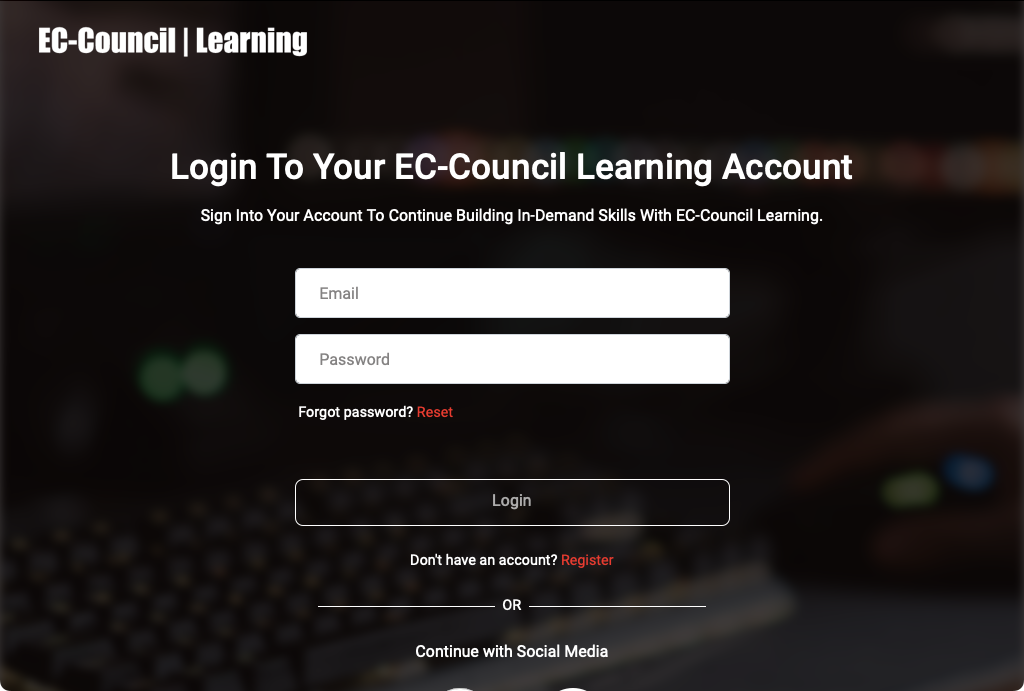 EC-Council | Learning
Login To Your EC-Council Learning Account
Sign Into Your Account To Continue Building In-Demand Skills With EC-Council Learning.
Email
Password
Forgot password? Reset
Login
Don't have an account? Register
OR
Continue with Social Media